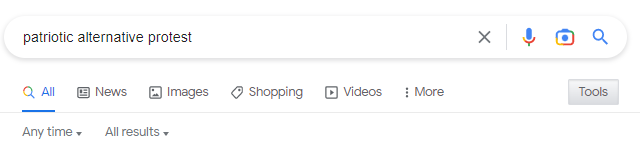 patriotic alternative protest
All News Images Shopping Videos More Tools
Any time All results